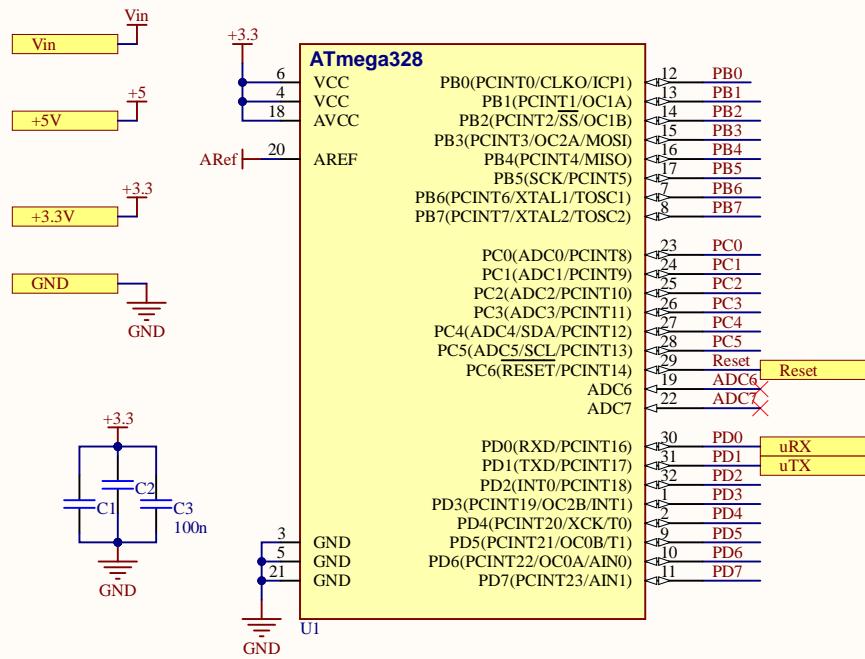 Vin
Vin
+5
+5V
+3.3
+3.3V
GND
GND
+3.3
C1
C2
C3
100n
GND
+3.3
ATmega328
6 VCC
4 VCC
18 AVCC
ARef 20 AREF
3 GND
5 GND
21 GND
GND
U1
PB0(PCINT0/CLKO/ICP1) 12 PB0
PB1(PCINT1/OC1A) 13 PB1
PB2(PCINT2/SS/OC1B) 14 PB2
PB3(PCINT3/OC2A/MOSI) 15 PB3
PB4(PCINT4/MISO) 16 PB4
PB5(SCK/PCINT5) 17 PB5
PB6(PCINT6/XTAL1/TOSC1) 7 PB6
PB7(PCINT7/XTAL2/TOSC2) 8 PB7
PC0(ADC0/PCINT8) 23 PC0
PC1(ADC1/PCINT9) 24 PC1
PC2(ADC2/PCINT10) 25 PC2
PC3(ADC3/PCINT11) 26 PC3
PC4(ADC4/SDA/PCINT12) 27 PC4
PC5(ADC5/SCL/PCINT13) 28 PC5
PC6(RESET/PCINT14) 29 Reset Reset
ADC6 19 ADC6
ADC7 22 ADC7
PD0(RXD/PCINT16) 30 PD0 uRX
PD1(TXD/PCINT17) 31 PD1 uTX
PD2(INT0/PCINT18) 32 PD2
PD3(PCINT19/OC2B/INT1) 1 PD3
PD4(PCINT20/XCK/T0) 2 PD4
PD5(PCINT21/OC0B/T1) 9 PD5
PD6(PCINT22/OC0A/AIN0) 10 PD6
PD7(PCINT23/AIN1) 11 PD7